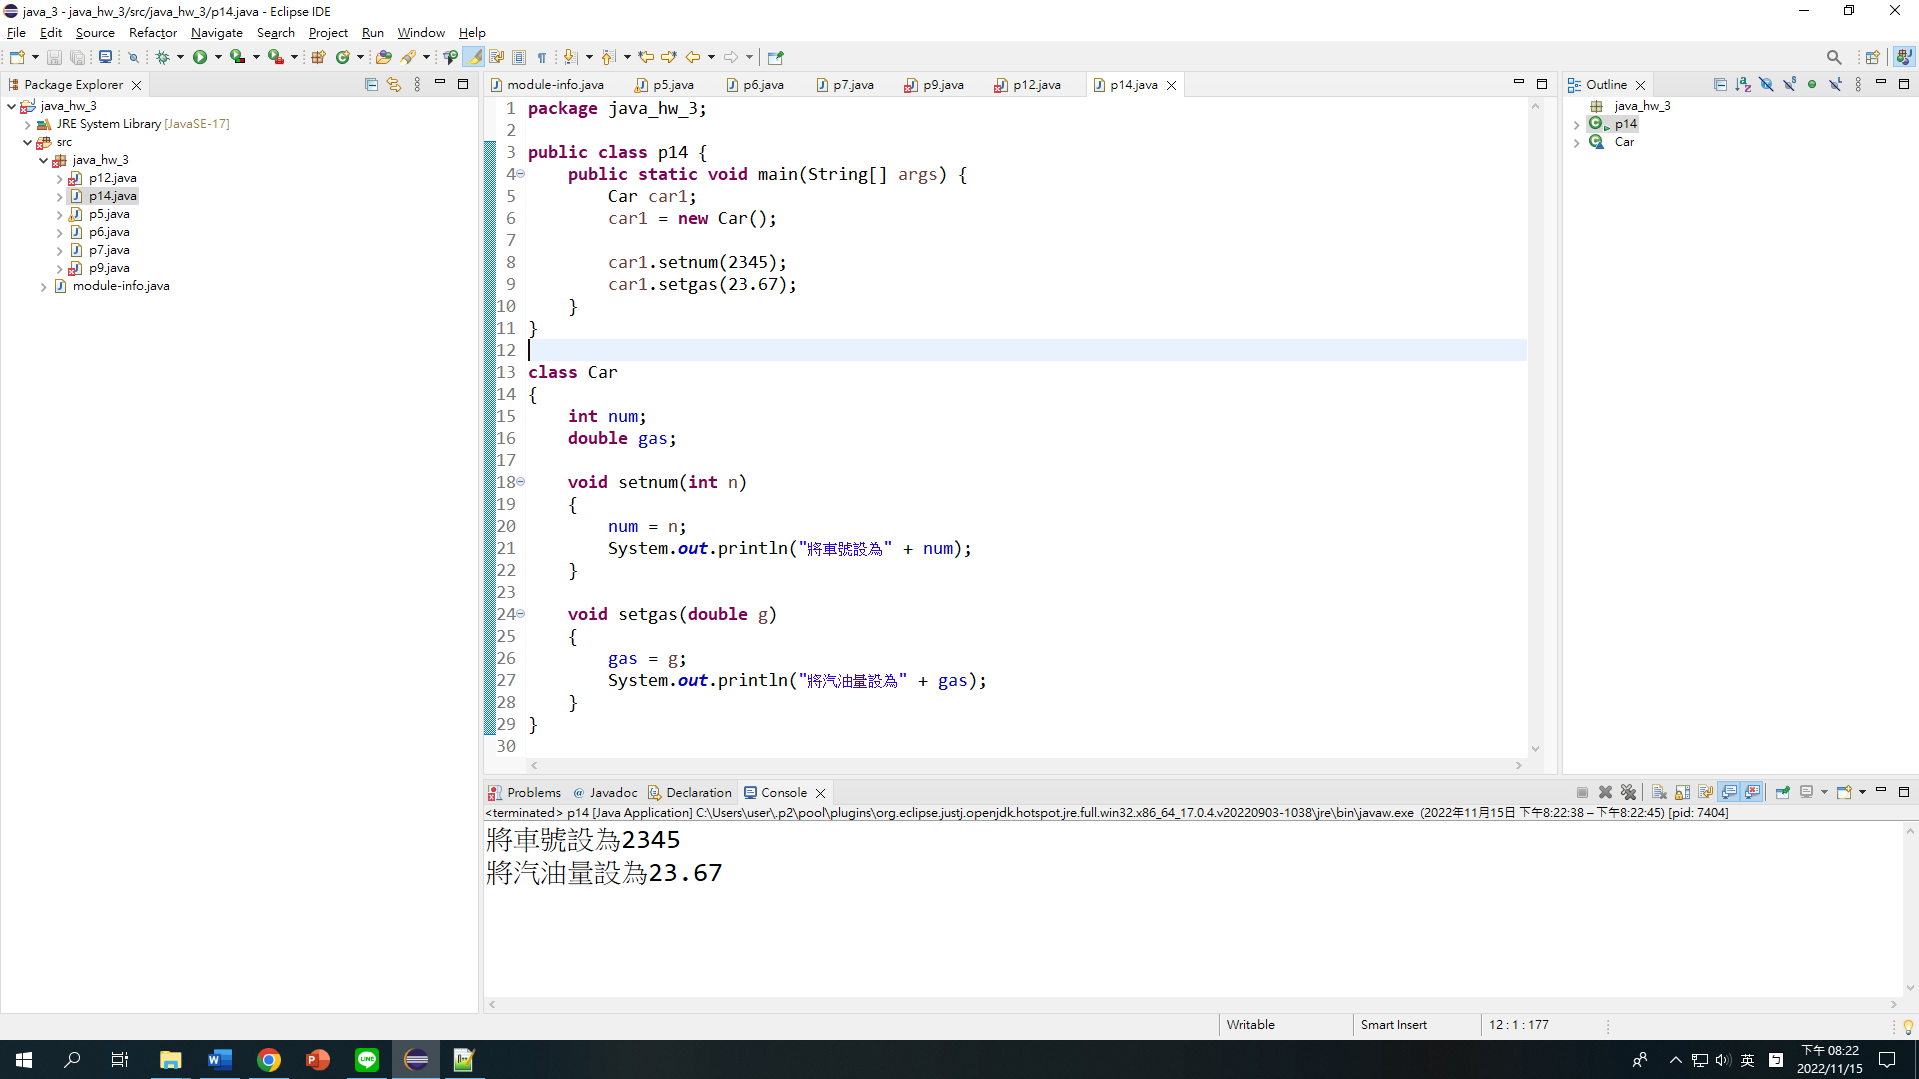 java_3 - java_hw_3/src/java_hw_3/p14.java - Eclipse IDE
File Edit Source Refactor Navigate Search Project Run Window Help
Package Explorer
java_hw_3
JRE System Library [JavaSE-17]
src
java_hw_3
p12.java
p14.java
p5.java
p6.java
p7.java
p9.java
module-info.java
module-info.java p5.java p6.java p7.java p9.java p12.java p14.java
1 package java_hw_3;
2
3 public class p14 {
4 public static void main(String[] args) {
5 Car car1;
6 car1 = new Car();
7
8 car1.setnum(2345);
9 car1.setgas(23.67);
10 }
11 }
12
13 class Car
14 {
15 int num;
16 double gas;
17
18 void setnum(int n)
19 {
20 num = n;
21 System.out.println("將車號設為" + num);
22 }
23
24 void setgas(double g)
25 {
26 gas = g;
27 System.out.println("將汽油量設為" + gas);
28 }
29 }
30
Outline
java_hw_3
p14
Car
Problems @ Javadoc Declaration Console
<terminated> p14 [Java Application] C:\Users\user\.p2\pool\plugins\org.eclipse.justj.openjdk.hotspot.jre.full.win32.x86_64_17.0.4.v20220903-1038\jre\bin\javaw.exe (2022年11月15日 下午8:22:38 – 下午8:22:45) [pid: 7404]
將車號設為2345
將汽油量設為23.67
Writable Smart Insert 12 : 1 : 177
英
下午 08:22
2022/11/15